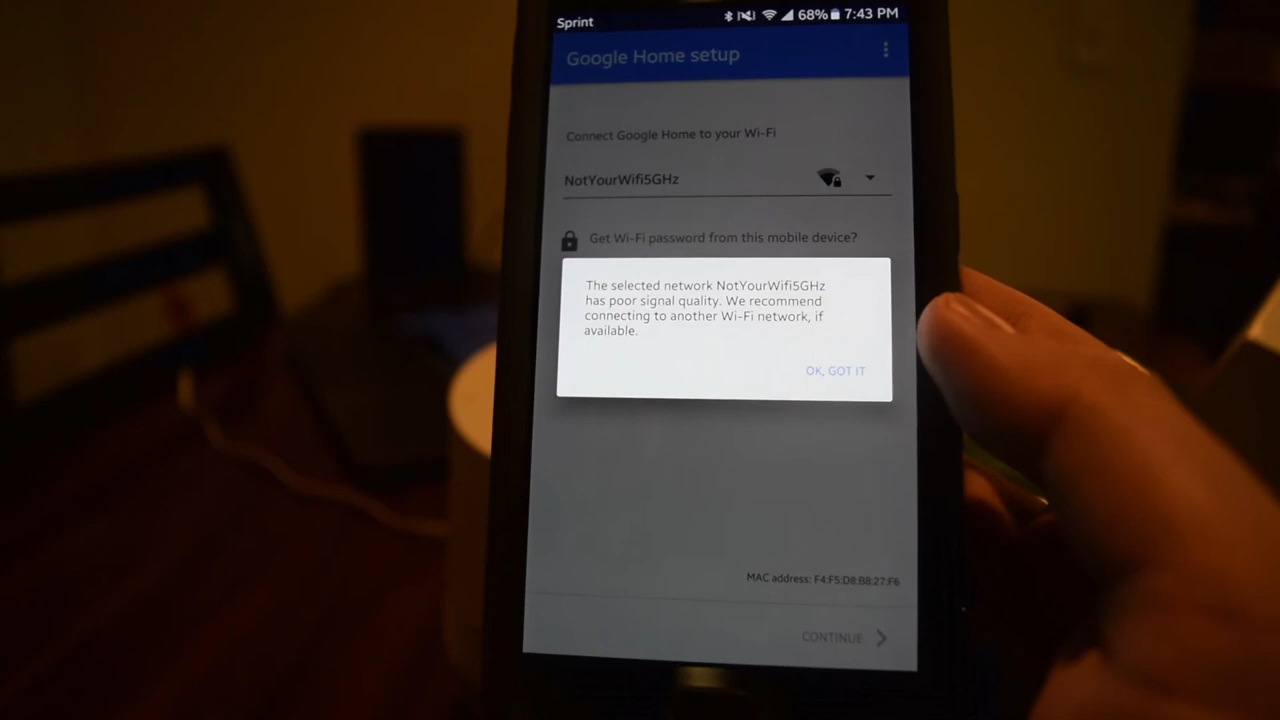 Sprint 68% 7:43 PM
Google Home setup
Connect Google Home to your Wi-Fi
NotYourWifi5GHz
Get Wi-Fi password from this mobile device?
The selected network NotYourWifi5GHz
has poor signal quality. We recommend
connecting to another Wi-Fi network, if
available.
OK, GOT IT
MAC address: F4:F5:D8:B8:27:F6
CONTINUE